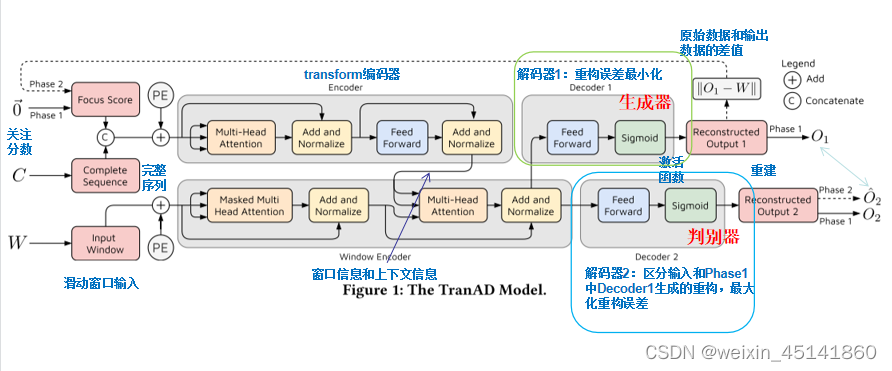 原始数据和输出
数据的差值
transform编码器
Encoder
解码器1：重构误差最小化
Decoder 1
Legend
+ Add
C Concatenate
Phase 2
0
Phase 1
Focus Score
PE
生成器
‖O1 − W‖
关注
分数
C
+
Multi-Head
Attention
Add and
Normalize
Feed
Forward
Add and
Normalize
Feed
Forward
Sigmoid
Reconstructed
Output 1
Phase 1
O1
C
Complete
Sequence
完整
序列
激活
函数
重建
W
Input
Window
+
PE
Masked Multi
Head Attention
Add and
Normalize
Multi-Head
Attention
Add and
Normalize
Feed
Forward
Sigmoid
Reconstructed
Output 2
Phase 2
Ô2
Phase 1
O2
判别器
Window Encoder
Decoder 2
滑动窗口输入
窗口信息和上下文信息
解码器2：区分输入和Phase1
中Decoder1生成的重构，最大
化重构误差
Figure 1: The TranAD Model.
CSDN @weixin_45141860